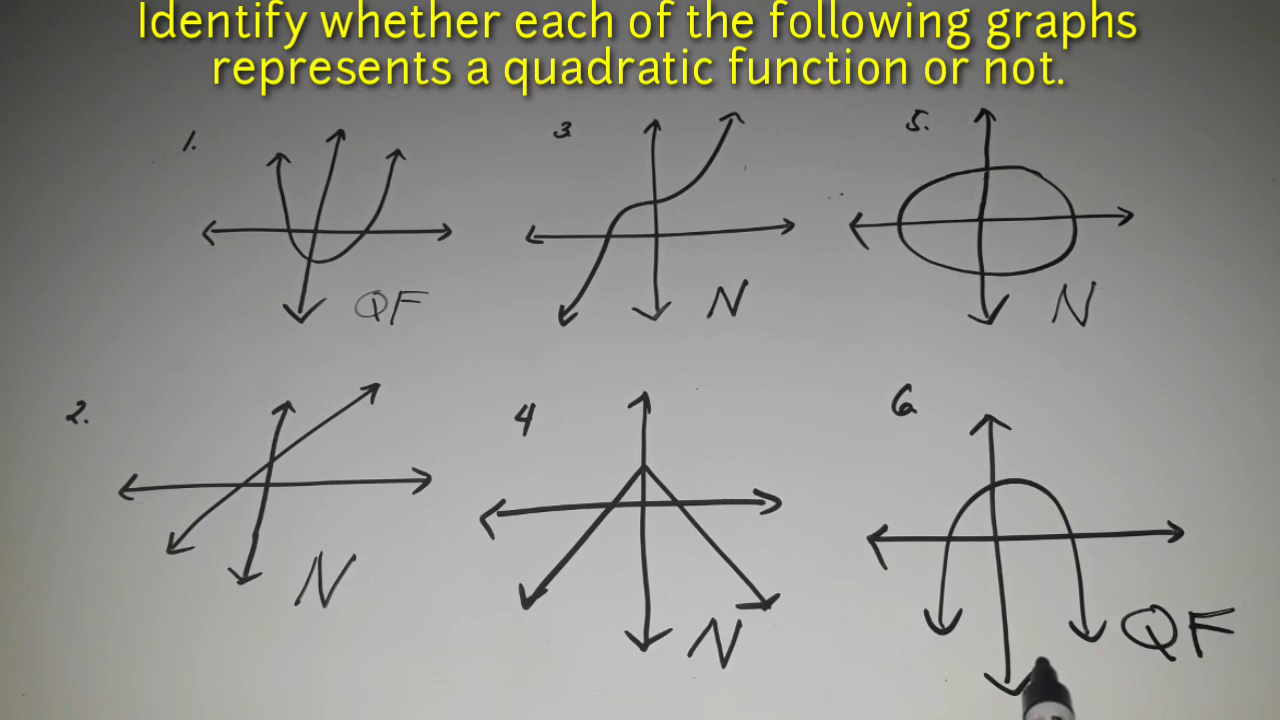 Identify whether each of the following graphs
represents a quadratic function or not.
1.
QF
3
N
5.
N
2.
N
4
N
6
QF